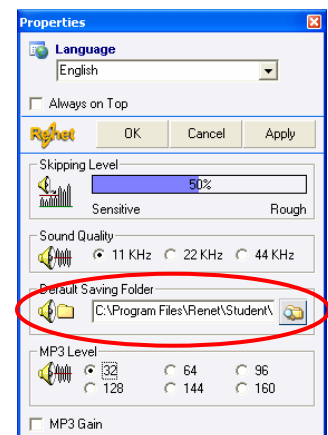 Properties
Language
English
Always on Top
Renet OK Cancel Apply
Skipping Level
50%
Sensitive Rough
Sound Quality
11 KHz 22 KHz 44 KHz
Default Saving Folder
C:\Program Files\Renet\Student\
MP3 Level
32 64 96
128 144 160
MP3 Gain